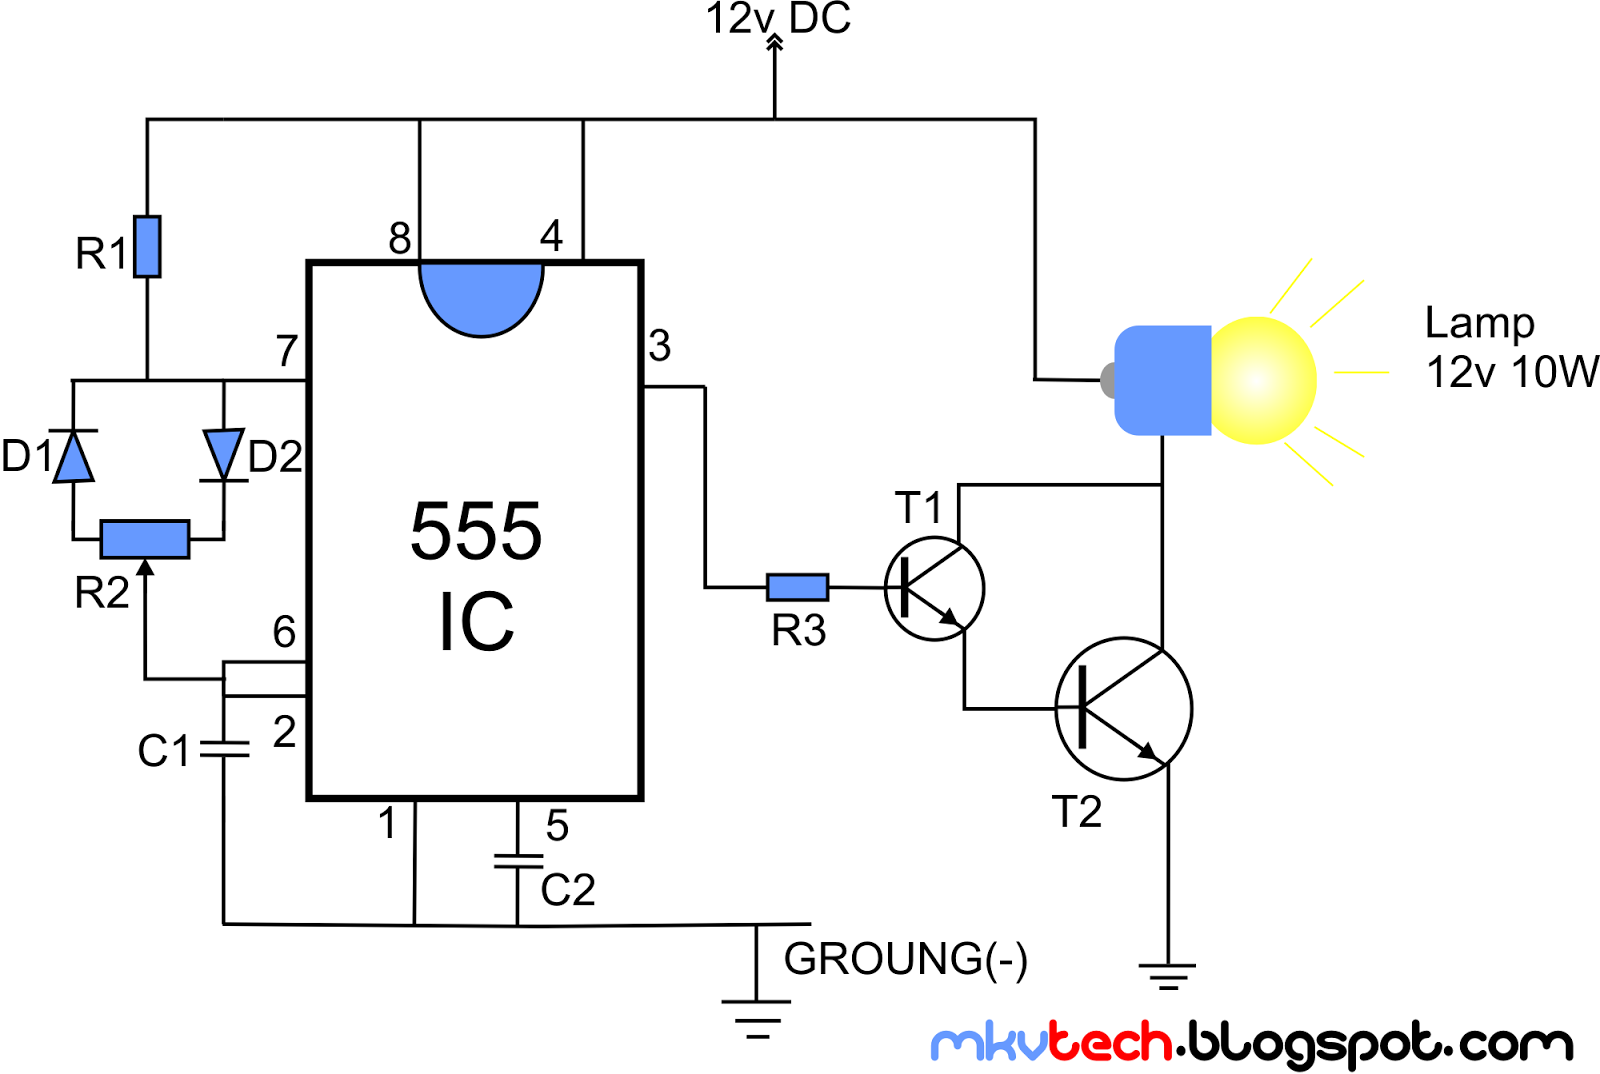 12v DC
R1
8
4
7
3
Lamp
12v 10W
D1
D2
T1
555
IC
R2
6
R3
2
C1
1
5
T2
C2
GROUNG(-)
mkvtech.blogspot.com